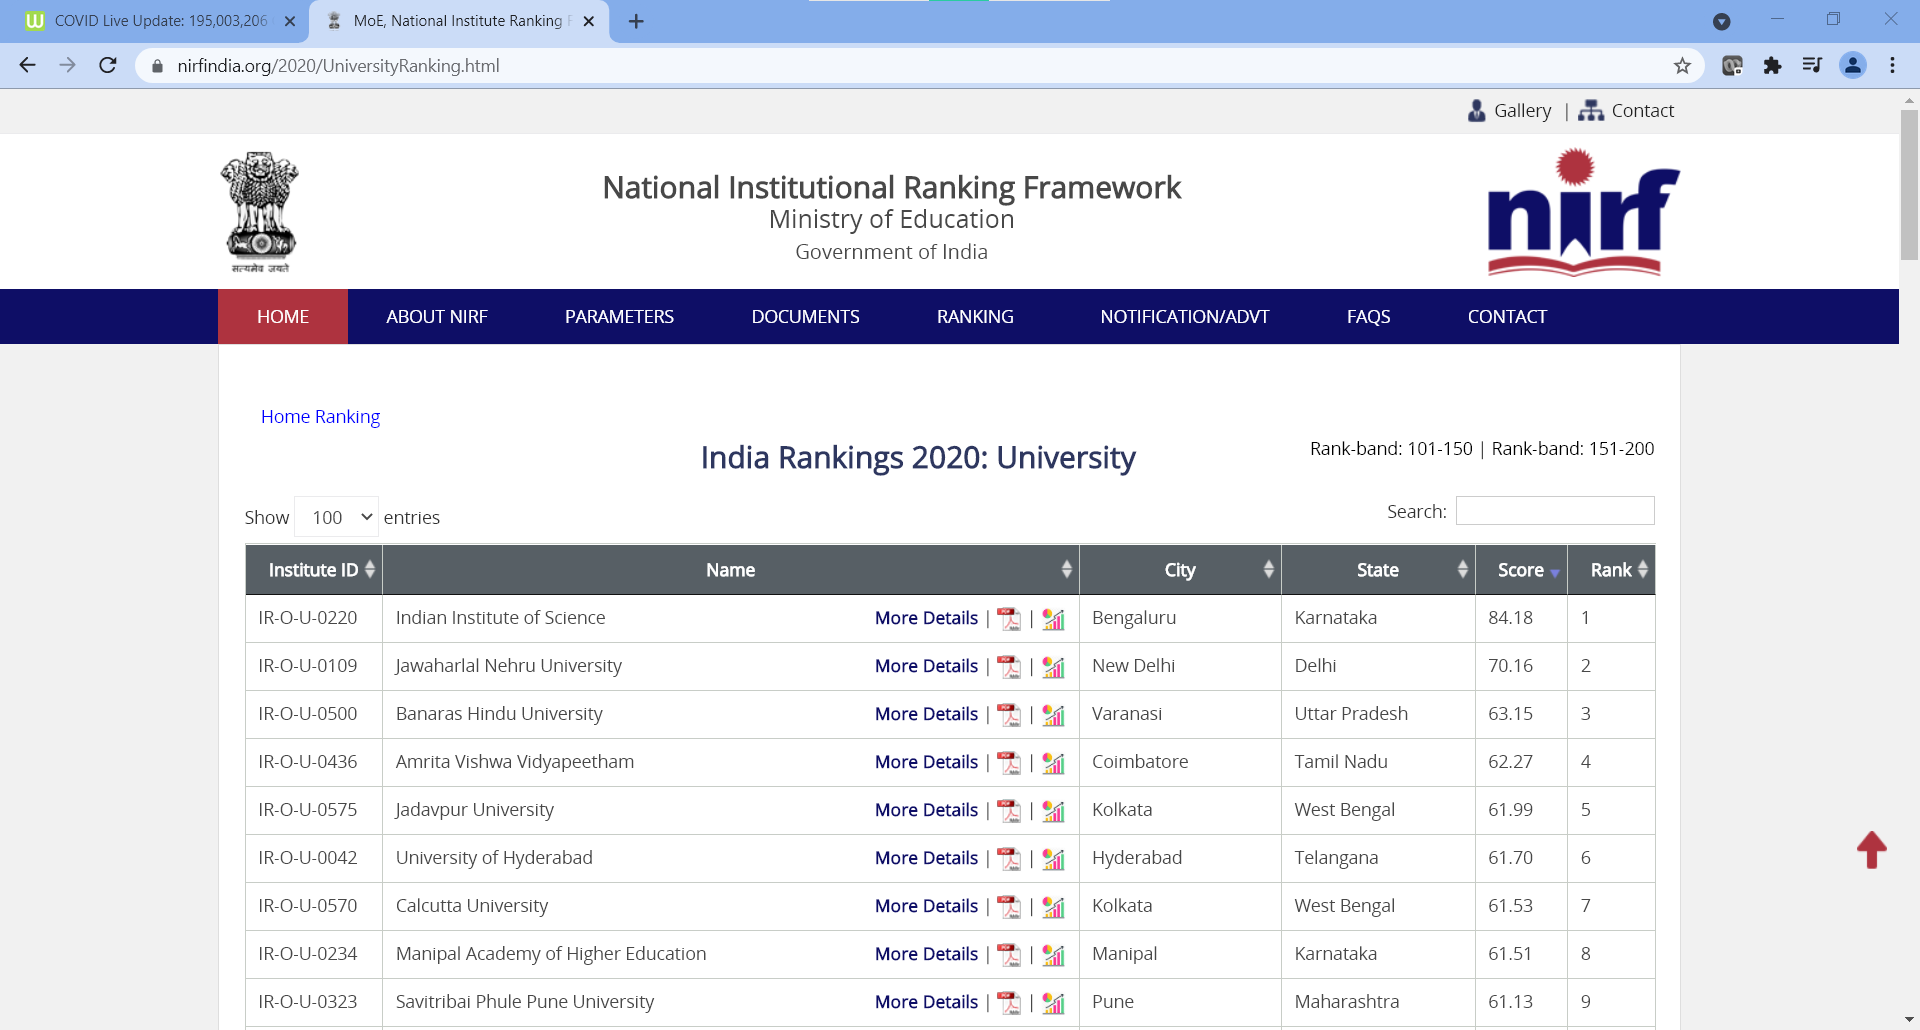 COVID Live Update: 195,003,206
MoE, National Institute Ranking F
nirfindia.org/2020/UniversityRanking.html
Gallery | Contact
सत्यमेव जयते
National Institutional Ranking Framework
Ministry of Education
Government of India
nirf
HOME ABOUT NIRF PARAMETERS DOCUMENTS RANKING NOTIFICATION/ADVT FAQS CONTACT
Home Ranking
India Rankings 2020: University
Rank-band: 101-150 | Rank-band: 151-200
Show 100 entries
Search:
Institute ID Name City State Score Rank
IR-O-U-0220 Indian Institute of Science More Details | | Bengaluru Karnataka 84.18 1
IR-O-U-0109 Jawaharlal Nehru University More Details | | New Delhi Delhi 70.16 2
IR-O-U-0500 Banaras Hindu University More Details | | Varanasi Uttar Pradesh 63.15 3
IR-O-U-0436 Amrita Vishwa Vidyapeetham More Details | | Coimbatore Tamil Nadu 62.27 4
IR-O-U-0575 Jadavpur University More Details | | Kolkata West Bengal 61.99 5
IR-O-U-0042 University of Hyderabad More Details | | Hyderabad Telangana 61.70 6
IR-O-U-0570 Calcutta University More Details | | Kolkata West Bengal 61.53 7
IR-O-U-0234 Manipal Academy of Higher Education More Details | | Manipal Karnataka 61.51 8
IR-O-U-0323 Savitribai Phule Pune University More Details | | Pune Maharashtra 61.13 9